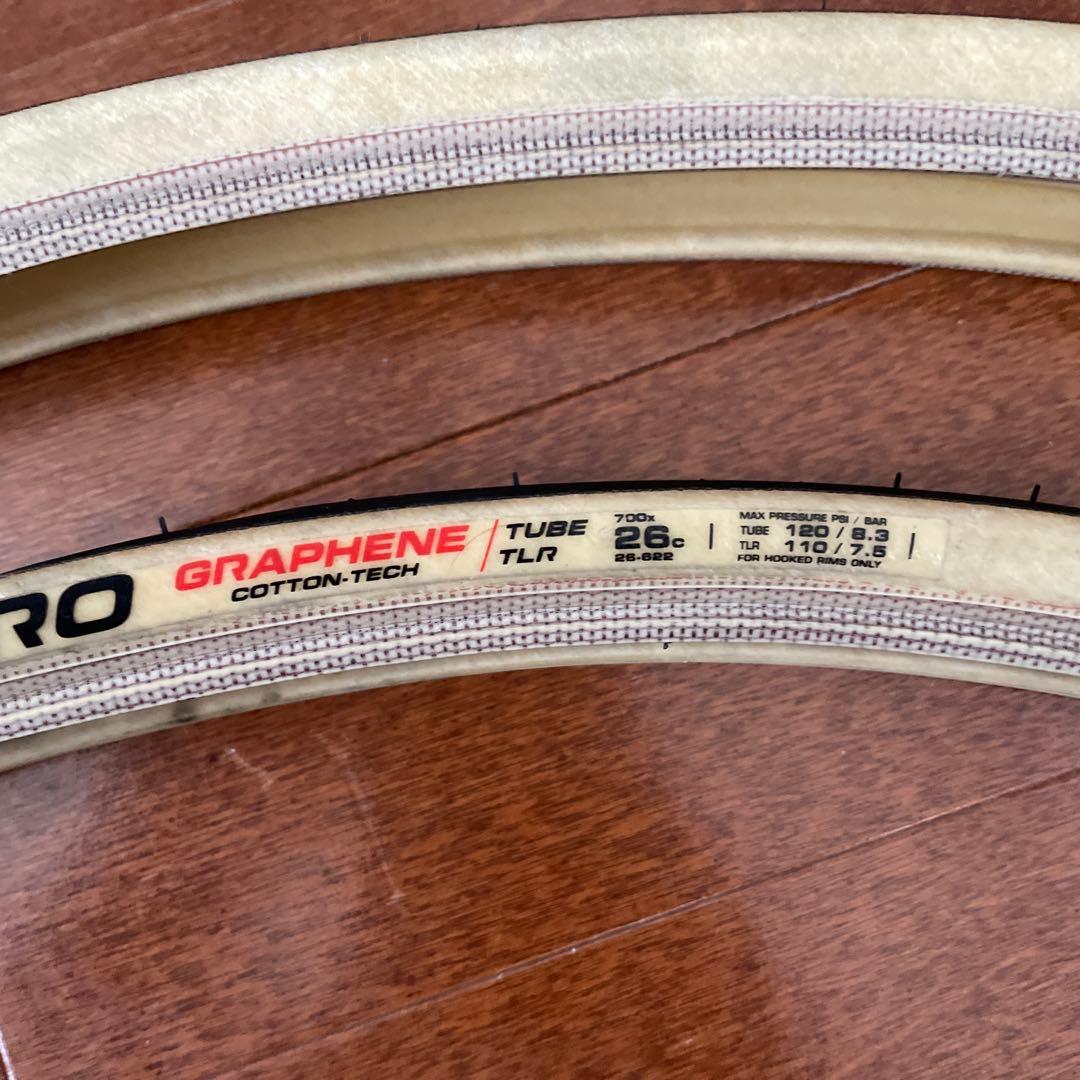 RO
GRAPHENE
COTTON-TECH
/
TUBE
TLR
700x
26c
26-622
|
MAX PRESSURE PSI / BAR
TUBE 120 / 8.3
TLR 110 / 7.5
FOR HOOKED RIMS ONLY
|